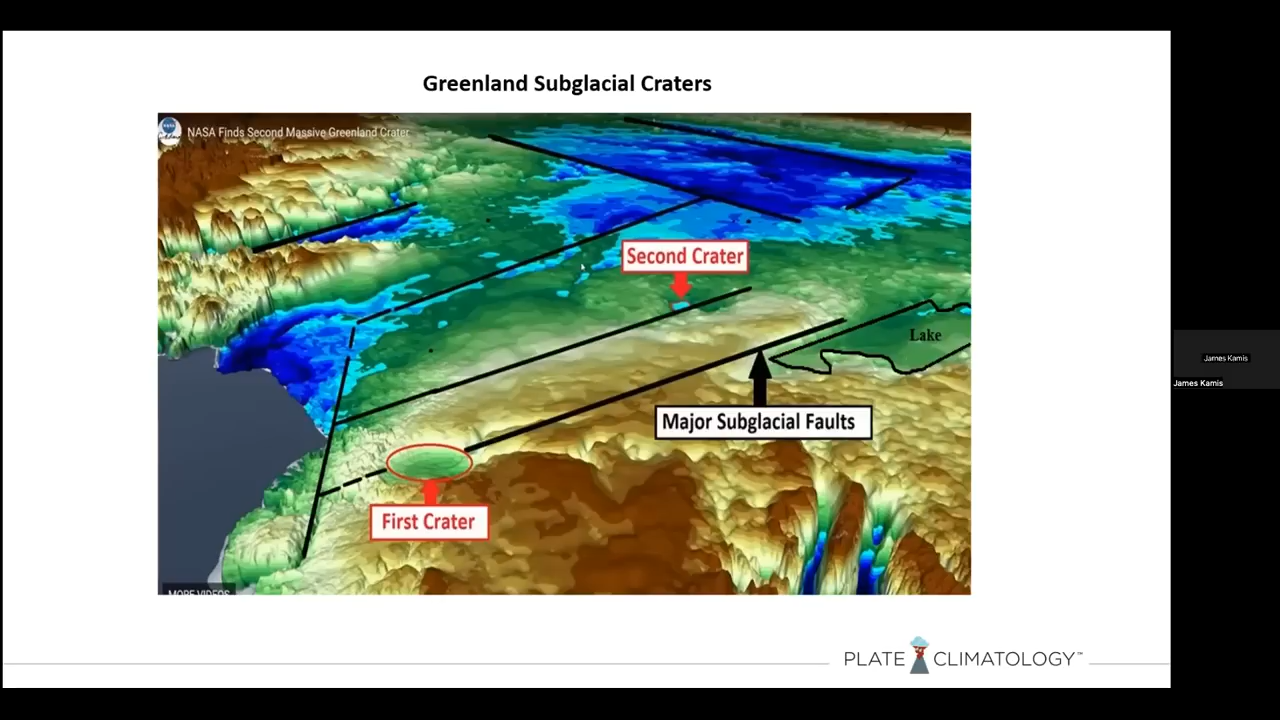 Greenland Subglacial Craters
NASA Finds Second Massive Greenland Crater
Second Crater
Lake
Major Subglacial Faults
First Crater
MORE VIDEOS
James Kamis
James Kamis
PLATE CLIMATOLOGY™